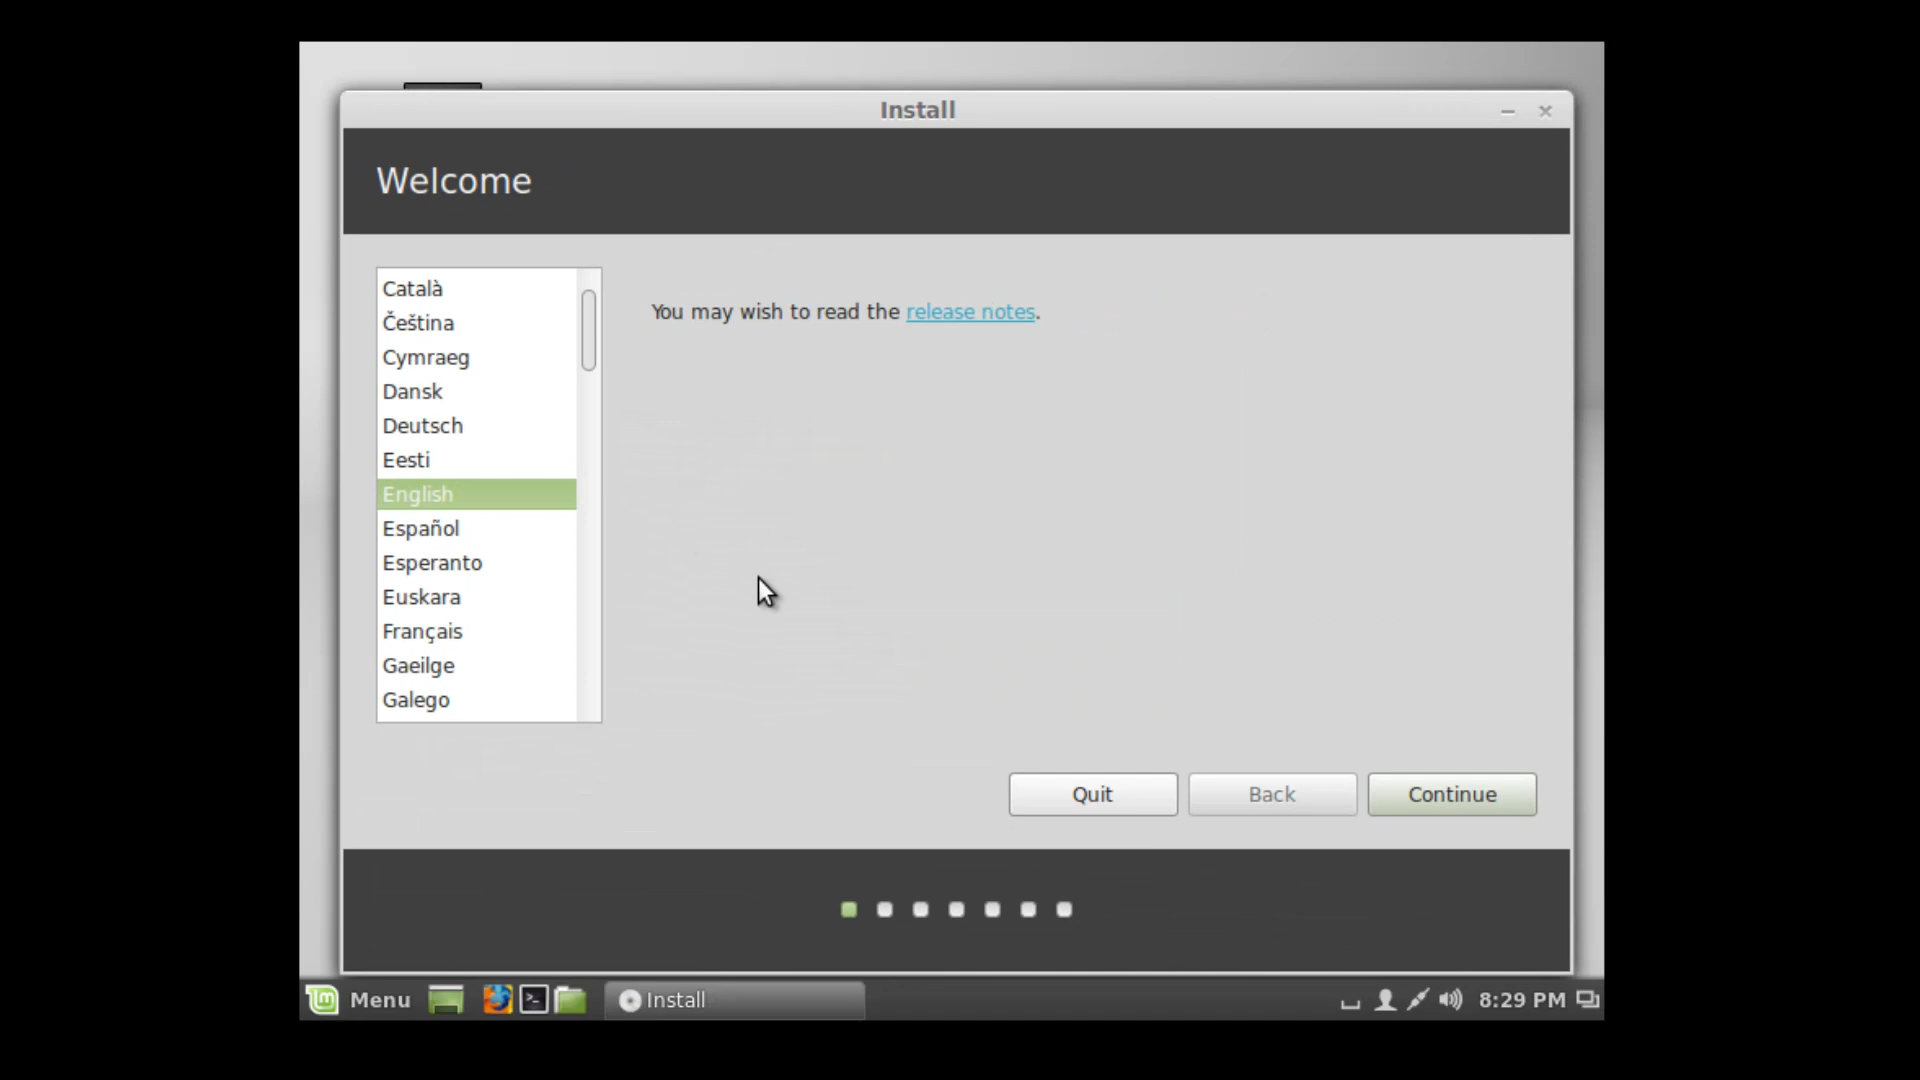 Install
Welcome
Català
Čeština
Cymraeg
Dansk
Deutsch
Eesti
English
Español
Esperanto
Euskara
Français
Gaeilge
Galego
You may wish to read the release notes.
Quit
Back
Continue
Menu
Install
8:29 PM